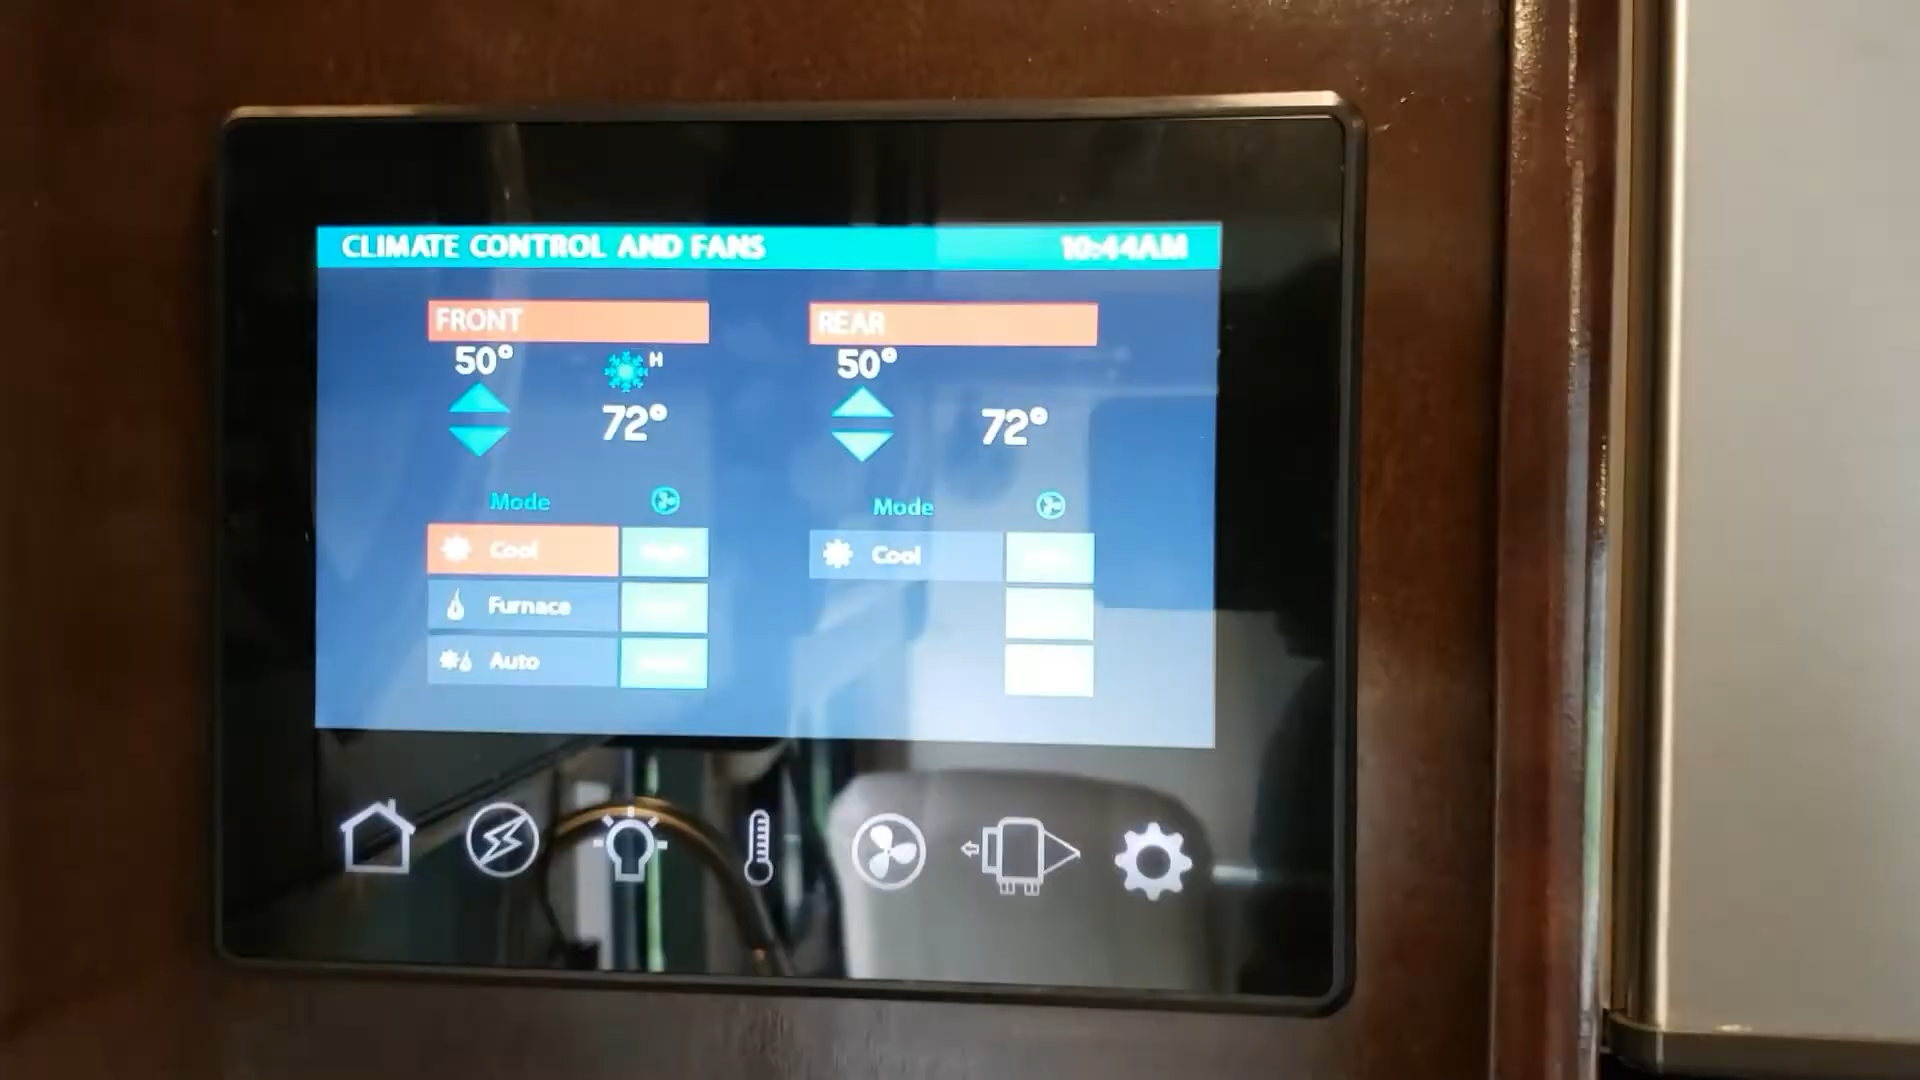 CLIMATE CONTROL AND FANS 10:44AM
FRONT
50° H
72°
Mode
Cool
Furnace
Auto
REAR
50°
72°
Mode
Cool